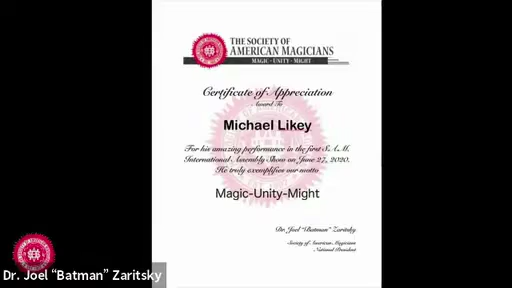 THE SOCIETY OF
AMERICAN MAGICIANS
MAGIC - UNITY - MIGHT
Certificate of Appreciation
Award To
Michael Likey
For his amazing performance in the first S.A.M.
International Assembly Show on June 27, 2020.
He truly exemplifies our motto
Magic-Unity-Might
Dr. Joel "Batman" Zaritsky
Society of American Magicians
National President
Dr. Joel “Batman” Zaritsky